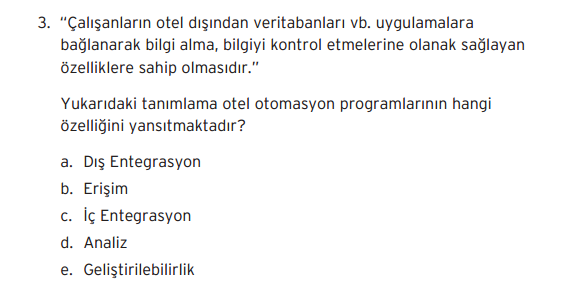 3. “Çalışanların otel dışından veritabanları vb. uygulamalara
bağlanarak bilgi alma, bilgiyi kontrol etmelerine olanak sağlayan
özelliklere sahip olmasıdır.”
Yukarıdaki tanımlama otel otomasyon programlarının hangi
özelliğini yansıtmaktadır?
a. Dış Entegrasyon
b. Erişim
c. İç Entegrasyon
d. Analiz
e. Geliştirilebilirlik